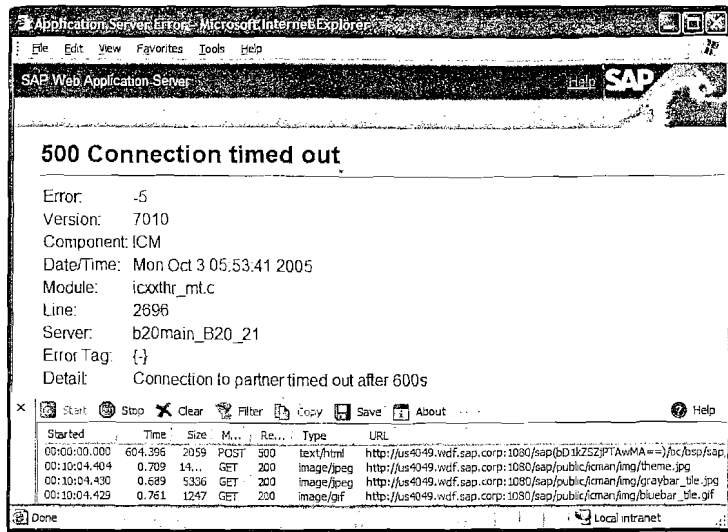 Application Server Error - Microsoft Internet Explorer
File Edit View Favorites Tools Help
SAP Web Application Server Help SAP
500 Connection timed out
Error: -5
Version: 7010
Component: ICM
Date/Time: Mon Oct 3 05:53:41 2005
Module: icxxthr_mt.c
Line: 2696
Server: b20main_B20_21
Error Tag: {-}
Detail: Connection to partner timed out after 600s
Start Stop Clear Filter Copy Save About Help
Started Time Size M... Re... Type URL
00:00:00.000 604.396 2059 POST 500 text/html http://us4049.wdf.sap.corp:1080/sap(bD1kZSZjPTAwMA==)/bc/bsp/sap,
00:10:04.404 0.709 14... GET 200 image/jpeg http://us4049.wdf.sap.corp:1080/sap/public/icman/img/theme.jpg
00:10:04.430 0.689 5336 GET 200 image/jpeg http://us4049.wdf.sap.corp:1080/sap/public/icman/img/graybar_tile.jpg
00:10:04.429 0.761 1247 GET 200 image/gif http://us4049.wdf.sap.corp:1080/sap/public/icman/img/bluebar_tile.gif
Done Local intranet